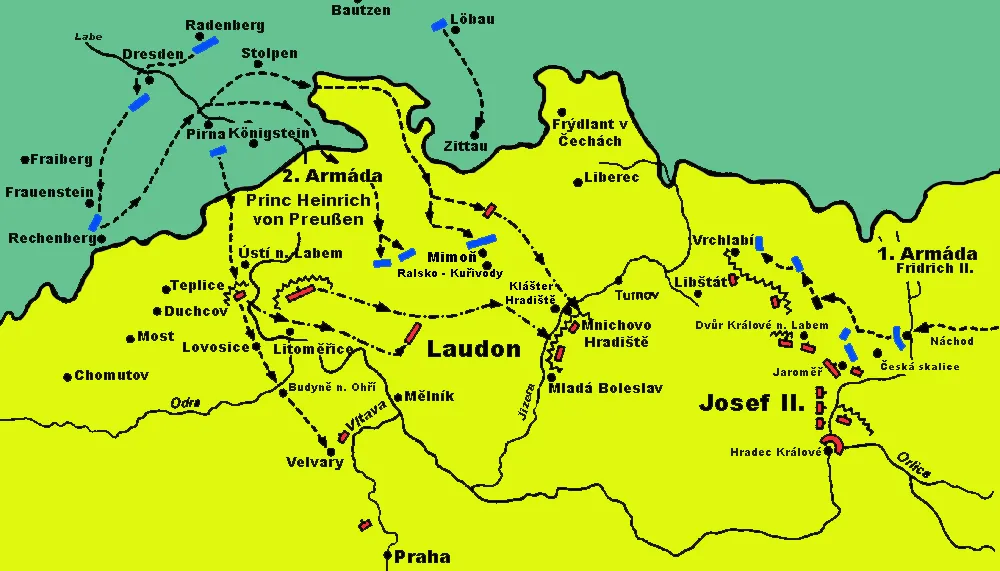 Bautzen
Löbau
Radenberg
Labe
Dresden
Stolpen
Pirna
Königstein
Zittau
Frýdlant v
Čechách
Fraiberg
Frauenstein
Rechenberg
2. Armáda
Princ Heinrich
von Preußen
Liberec
Ústí n. Labem
Mimoň
Ralsko - Kuřivody
Vrchlabí
1. Armáda
Fridrich II.
Teplice
Duchcov
Most
Lovosice
Litoměřice
Chomutov
Klášter
Hradiště
Turnov
Libštát
Mnichovo
Hradiště
Dvůr Králové n. Labem
Náchod
Laudon
Jaroměř
Česká skalice
Budyně n. Ohří
Mělník
Mladá Boleslav
Jizera
Josef II.
Odra
Vltava
Velvary
Hradec Králové
Orlice
Praha